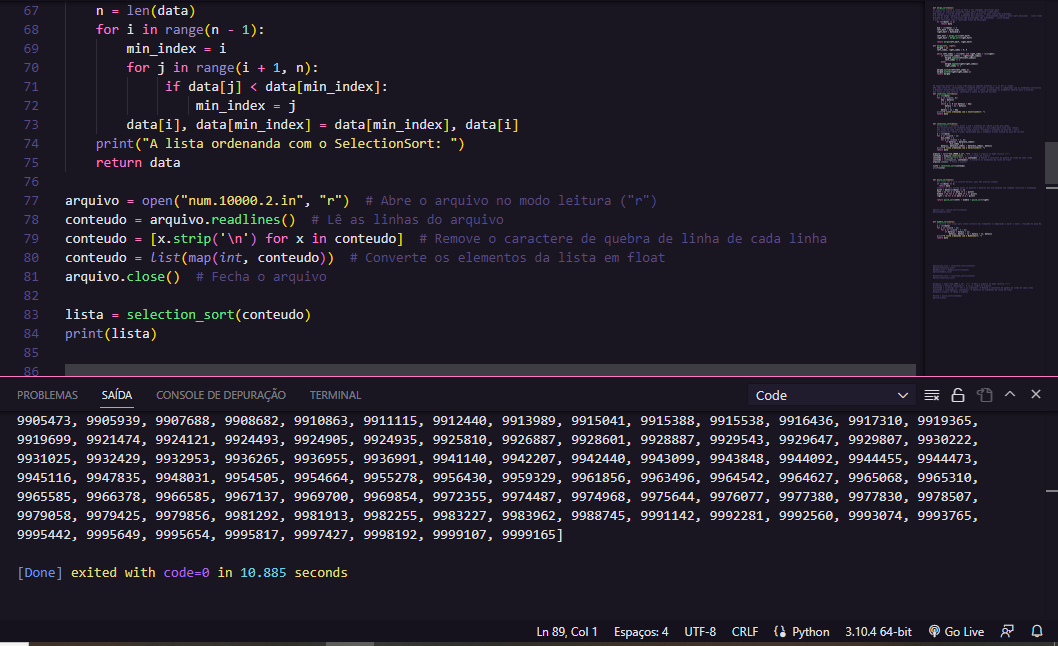 67 n = len(data)
68 for i in range(n - 1):
69 min_index = i
70 for j in range(i + 1, n):
71 if data[j] < data[min_index]:
72 min_index = j
73 data[i], data[min_index] = data[min_index], data[i]
74 print("A lista ordenanda com o SelectionSort: ")
75 return data
76
77 arquivo = open("num.10000.2.in", "r") # Abre o arquivo no modo leitura ("r")
78 conteudo = arquivo.readlines() # Lê as linhas do arquivo
79 conteudo = [x.strip('\n') for x in conteudo] # Remove o caractere de quebra de linha de cada linha
80 conteudo = list(map(int, conteudo)) # Converte os elementos da lista em float
81 arquivo.close() # Fecha o arquivo
82
83 lista = selection_sort(conteudo)
84 print(lista)
85
86
PROBLEMAS SAÍDA CONSOLE DE DEPURAÇÃO TERMINAL Code
9905473, 9905939, 9907688, 9908682, 9910863, 9911115, 9912440, 9913989, 9915041, 9915388, 9915538, 9916436, 9917310, 9919365,
9919699, 9921474, 9924121, 9924493, 9924905, 9924935, 9925810, 9926887, 9928601, 9928887, 9929543, 9929647, 9929807, 9930222,
9931025, 9932429, 9932953, 9936265, 9936955, 9936991, 9941140, 9942207, 9942440, 9943099, 9943848, 9944092, 9944455, 9944473,
9945116, 9947835, 9948031, 9954505, 9954664, 9955278, 9956430, 9959329, 9961856, 9963496, 9964542, 9964627, 9965068, 9965310,
9965585, 9966378, 9966585, 9967137, 9969700, 9969854, 9972355, 9974487, 9974968, 9975644, 9976077, 9977380, 9977830, 9978507,
9979058, 9979425, 9979856, 9981292, 9981913, 9982255, 9983227, 9983962, 9988745, 9991142, 9992281, 9992560, 9993074, 9993765,
9995442, 9995649, 9995654, 9995817, 9997427, 9998192, 9999107, 9999165]
[Done] exited with code=0 in 10.885 seconds
Ln 89, Col 1 Espaços: 4 UTF-8 CRLF Python 3.10.4 64-bit Go Live